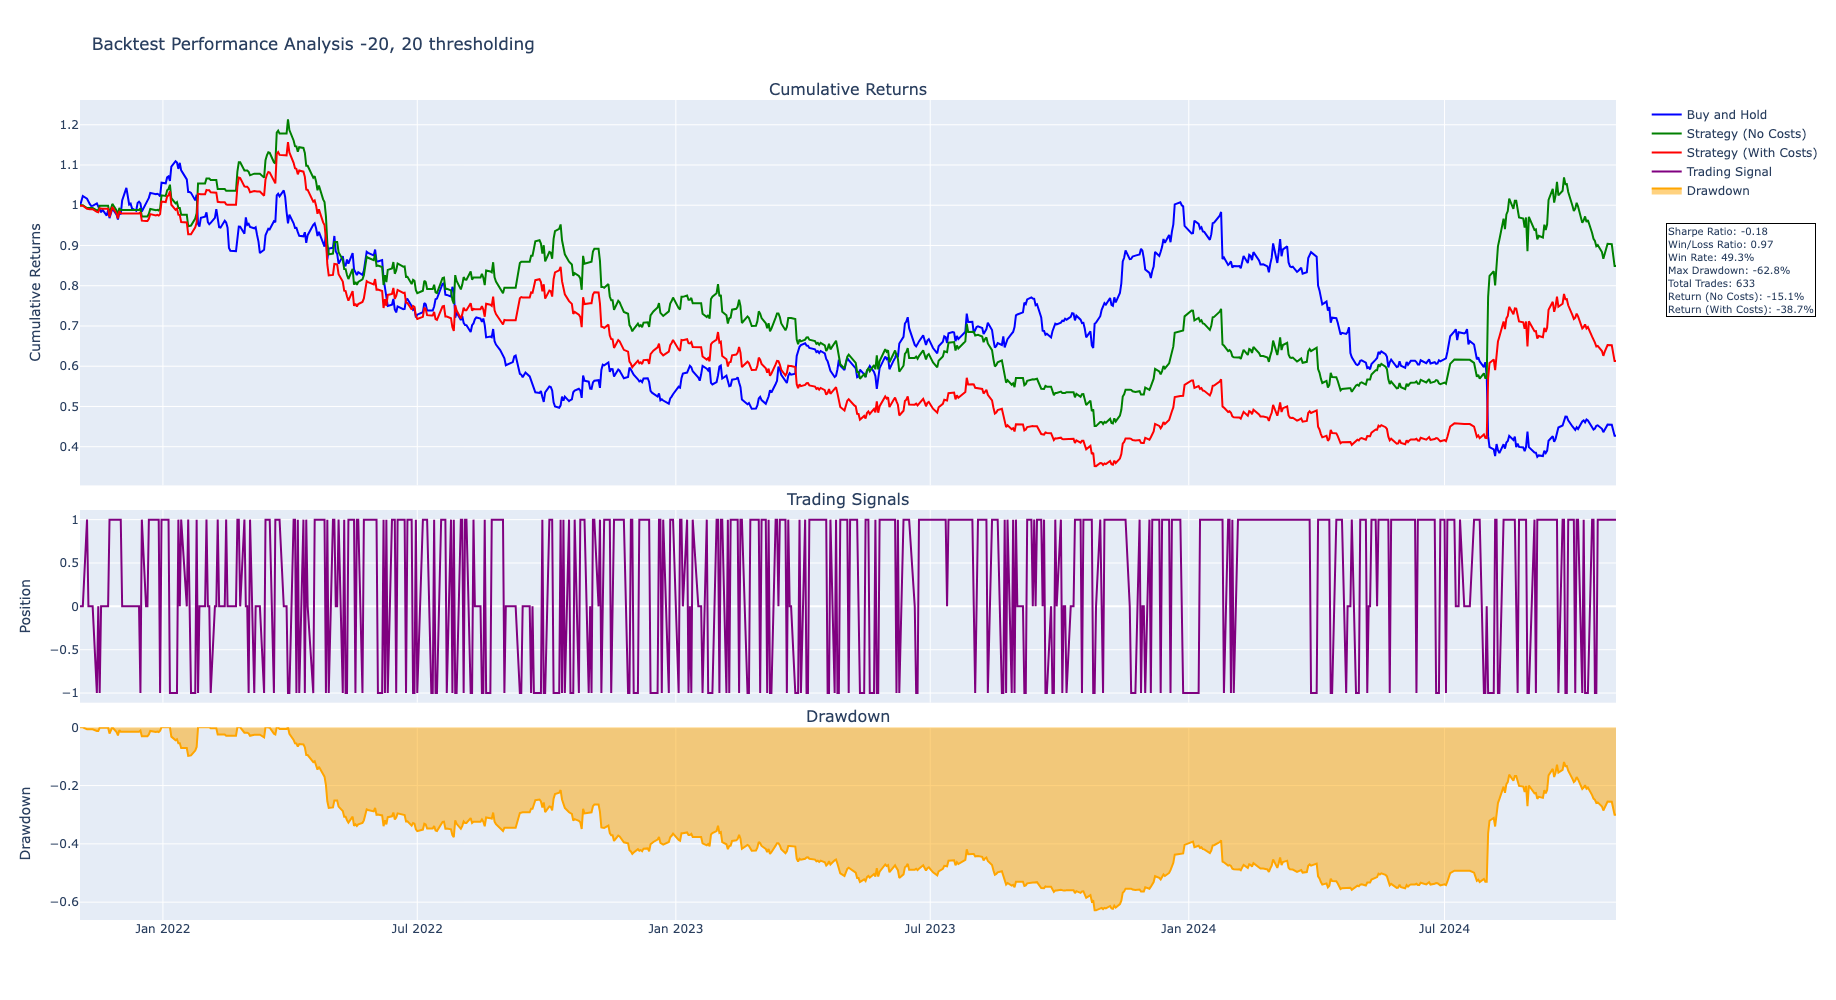 Backtest Performance Analysis -20, 20 thresholding
Cumulative Returns
Cumulative Returns
1.2
1.1
1
0.9
0.8
0.7
0.6
0.5
0.4
Buy and Hold
Strategy (No Costs)
Strategy (With Costs)
Trading Signal
Drawdown
Sharpe Ratio: -0.18
Win/Loss Ratio: 0.97
Win Rate: 49.3%
Max Drawdown: -62.8%
Total Trades: 633
Return (No Costs): -15.1%
Return (With Costs): -38.7%
Trading Signals
Position
1
0.5
0
−0.5
−1
Drawdown
Drawdown
0
−0.2
−0.4
−0.6
Jan 2022
Jul 2022
Jan 2023
Jul 2023
Jan 2024
Jul 2024